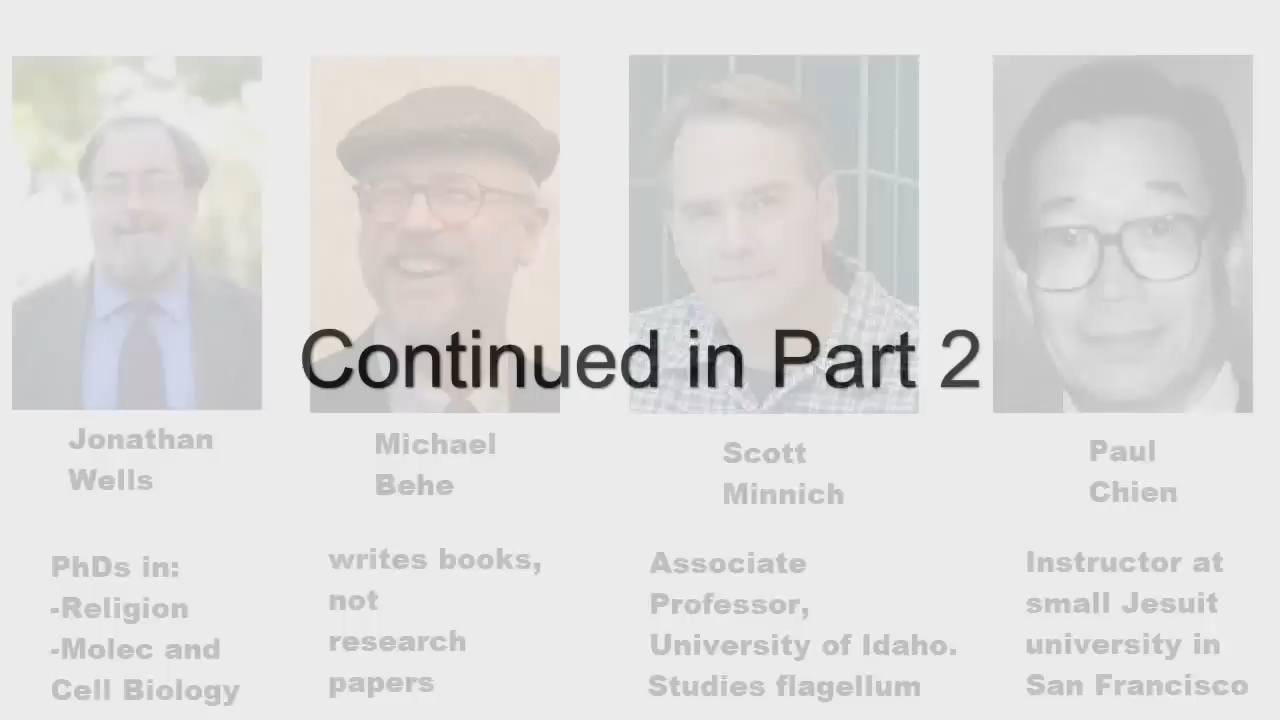 Continued in Part 2
Jonathan
Wells
PhDs in:
-Religion
-Molec and
Cell Biology
Michael
Behe
writes books,
not
research
papers
Scott
Minnich
Associate
Professor,
University of Idaho.
Studies flagellum
Paul
Chien
Instructor at
small Jesuit
university in
San Francisco